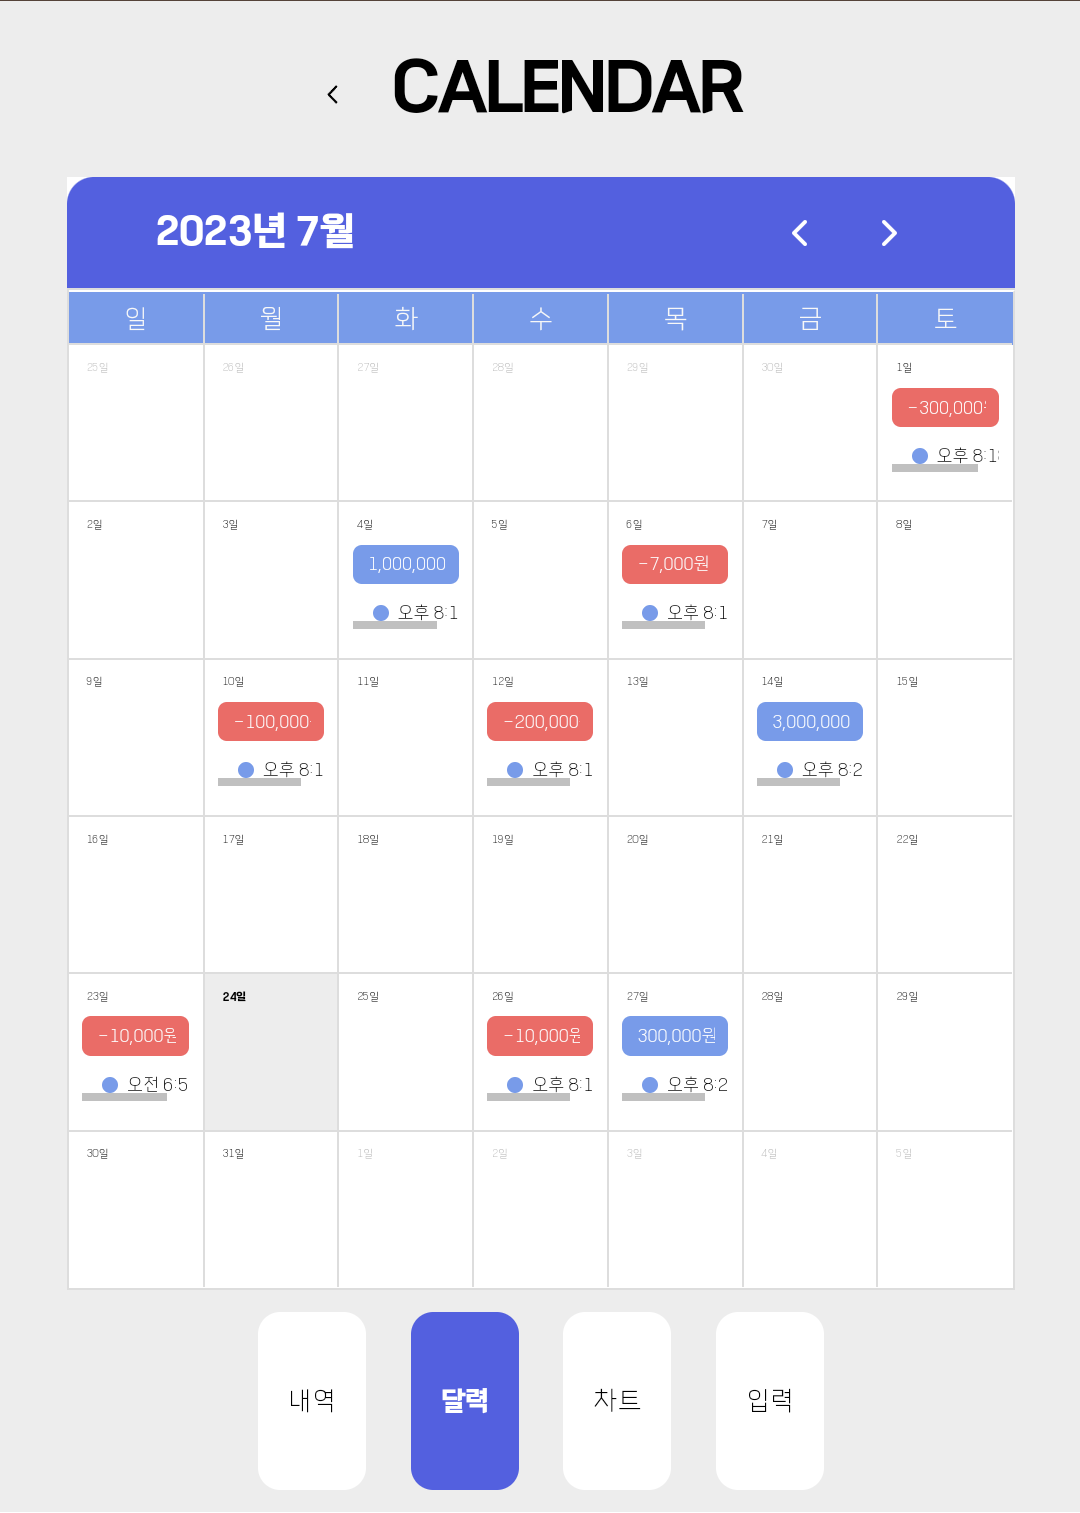 CALENDAR
2023년 7월
일 월 화 수 목 금 토
25일 26일 27일 28일 29일 30일 1일
-300,000
오후 8:1
2일 3일 4일 5일 6일 7일 8일
1,000,000 -7,000원
오후 8:1 오후 8:1
9일 10일 11일 12일 13일 14일 15일
-100,000 -200,000 3,000,000
오후 8:1 오후 8:1 오후 8:2
16일 17일 18일 19일 20일 21일 22일
23일 24일 25일 26일 27일 28일 29일
-10,000원 -10,000원 300,000원
오전 6:5 오후 8:1 오후 8:2
30일 31일 1일 2일 3일 4일 5일
내역 달력 차트 입력